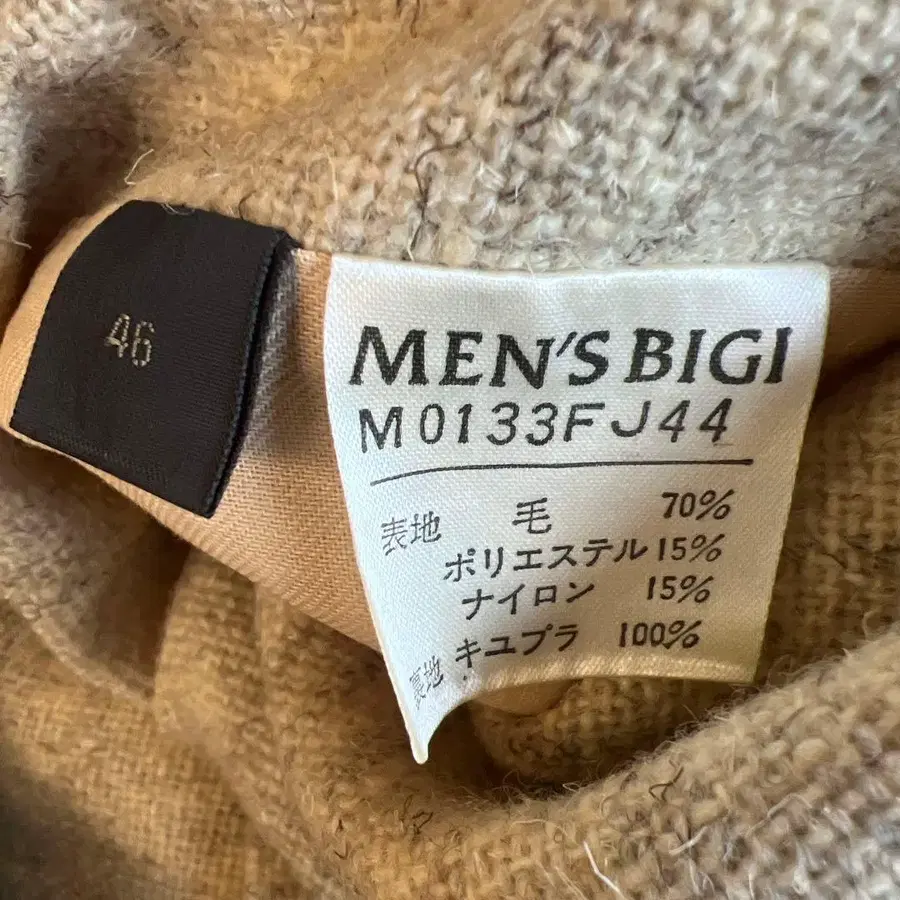 46
MEN'S BIGI
M0133FJ44
表地 毛 70%
ポリエステル 15%
ナイロン 15%
裏地 キユプラ 100%